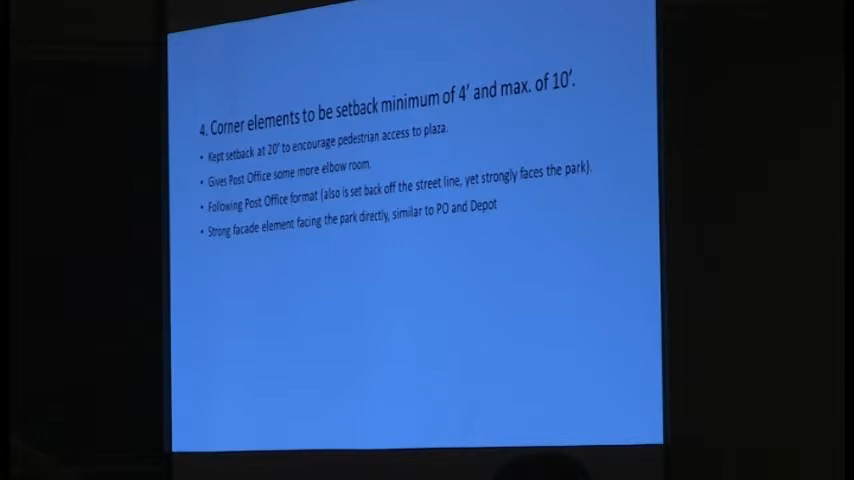 4. Corner elements to be setback minimum of 4' and max. of 10'.
• Kept setback at 20' to encourage pedestrian access to plaza.
• Gives Post Office some more elbow room.
• Following Post Office format (also is set back off the street line, yet strongly faces the park).
• Strong facade element facing the park directly, similar to PO and Depot